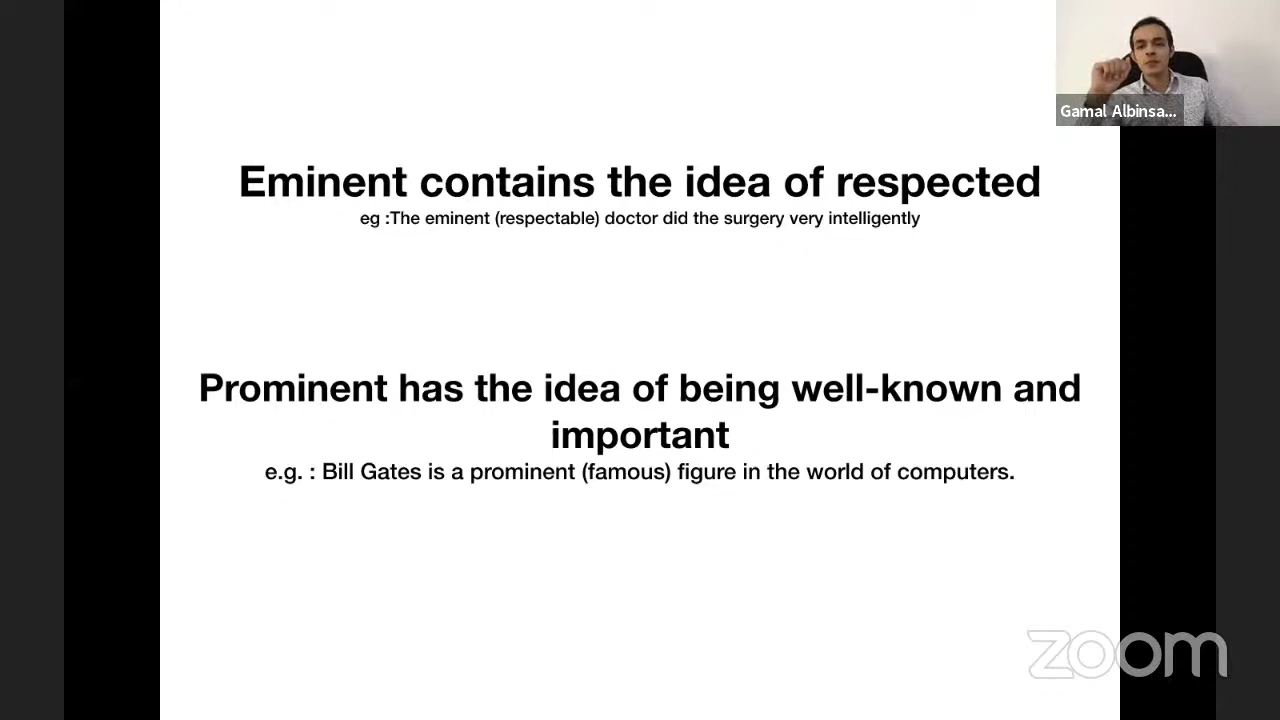 Gamal Albinsa...
Eminent contains the idea of respected
eg :The eminent (respectable) doctor did the surgery very intelligently
Prominent has the idea of being well-known and
important
e.g. : Bill Gates is a prominent (famous) figure in the world of computers.
zoom